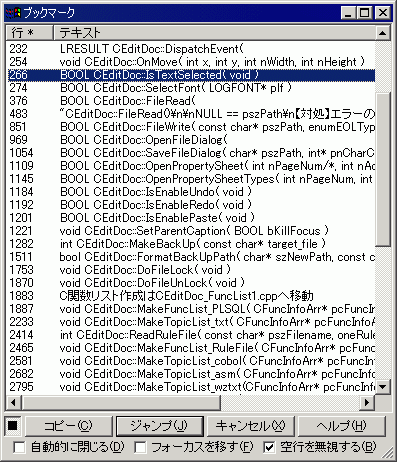 ブックマーク
行 * テキスト
232 LRESULT CEditDoc::DispatchEvent(
254 void CEditDoc::OnMove( int x, int y, int nWidth, int nHeight )
266 BOOL CEditDoc::IsTextSelected( void )
274 BOOL CEditDoc::SelectFont( LOGFONT* plf )
376 BOOL CEditDoc::FileRead(
483 "CEditDoc::FileRead()¥n¥nNULL == pszPath¥n【対処】エラーの
851 BOOL CEditDoc::FileWrite( const char* pszPath, enumEOLTyp
969 BOOL CEditDoc::OpenFileDialog(
1054 BOOL CEditDoc::SaveFileDialog( char* pszPath, int* pnCharC
1109 BOOL CEditDoc::OpenPropertySheet( int nPageNum/*, int nAc
1145 BOOL CEditDoc::OpenPropertySheetTypes( int nPageNum, int
1184 BOOL CEditDoc::IsEnableUndo( void )
1192 BOOL CEditDoc::IsEnableRedo( void )
1201 BOOL CEditDoc::IsEnablePaste( void )
1221 void CEditDoc::SetParentCaption( BOOL bKillFocus )
1282 int CEditDoc::MakeBackUp( const char* target_file )
1511 bool CEditDoc::FormatBackUpPath( char* szNewPath, const c
1753 void CEditDoc::DoFileLock( void )
1870 void CEditDoc::DoFileUnLock( void )
1883 C関数リスト作成はCEditDoc_FuncList1.cppへ移動
1887 void CEditDoc::MakeFuncList_PLSQL( CFuncInfoArr* pcFuncIn
2233 void CEditDoc::MakeTopicList_txt( CFuncInfoArr* pcFuncInfoAr
2414 int CEditDoc::ReadRuleFile( const char* pszFilename, oneRule
2465 void CEditDoc::MakeFuncList_RuleFile( CFuncInfoArr* pcFuncI
2561 void CEditDoc::MakeTopicList_cobol( CFuncInfoArr* pcFuncInf
2682 void CEditDoc::MakeTopicList_asm( CFuncInfoArr* pcFuncInfo
2795 void CEditDoc::MakeTopicList_wztxt(CFuncInfoArr* pcFuncInfo
コピー(C) ジャンプ(J) キャンセル(X) ヘルプ(H)
自動的に閉じる(D) フォーカスを移す(F) 空行を無視する(B)